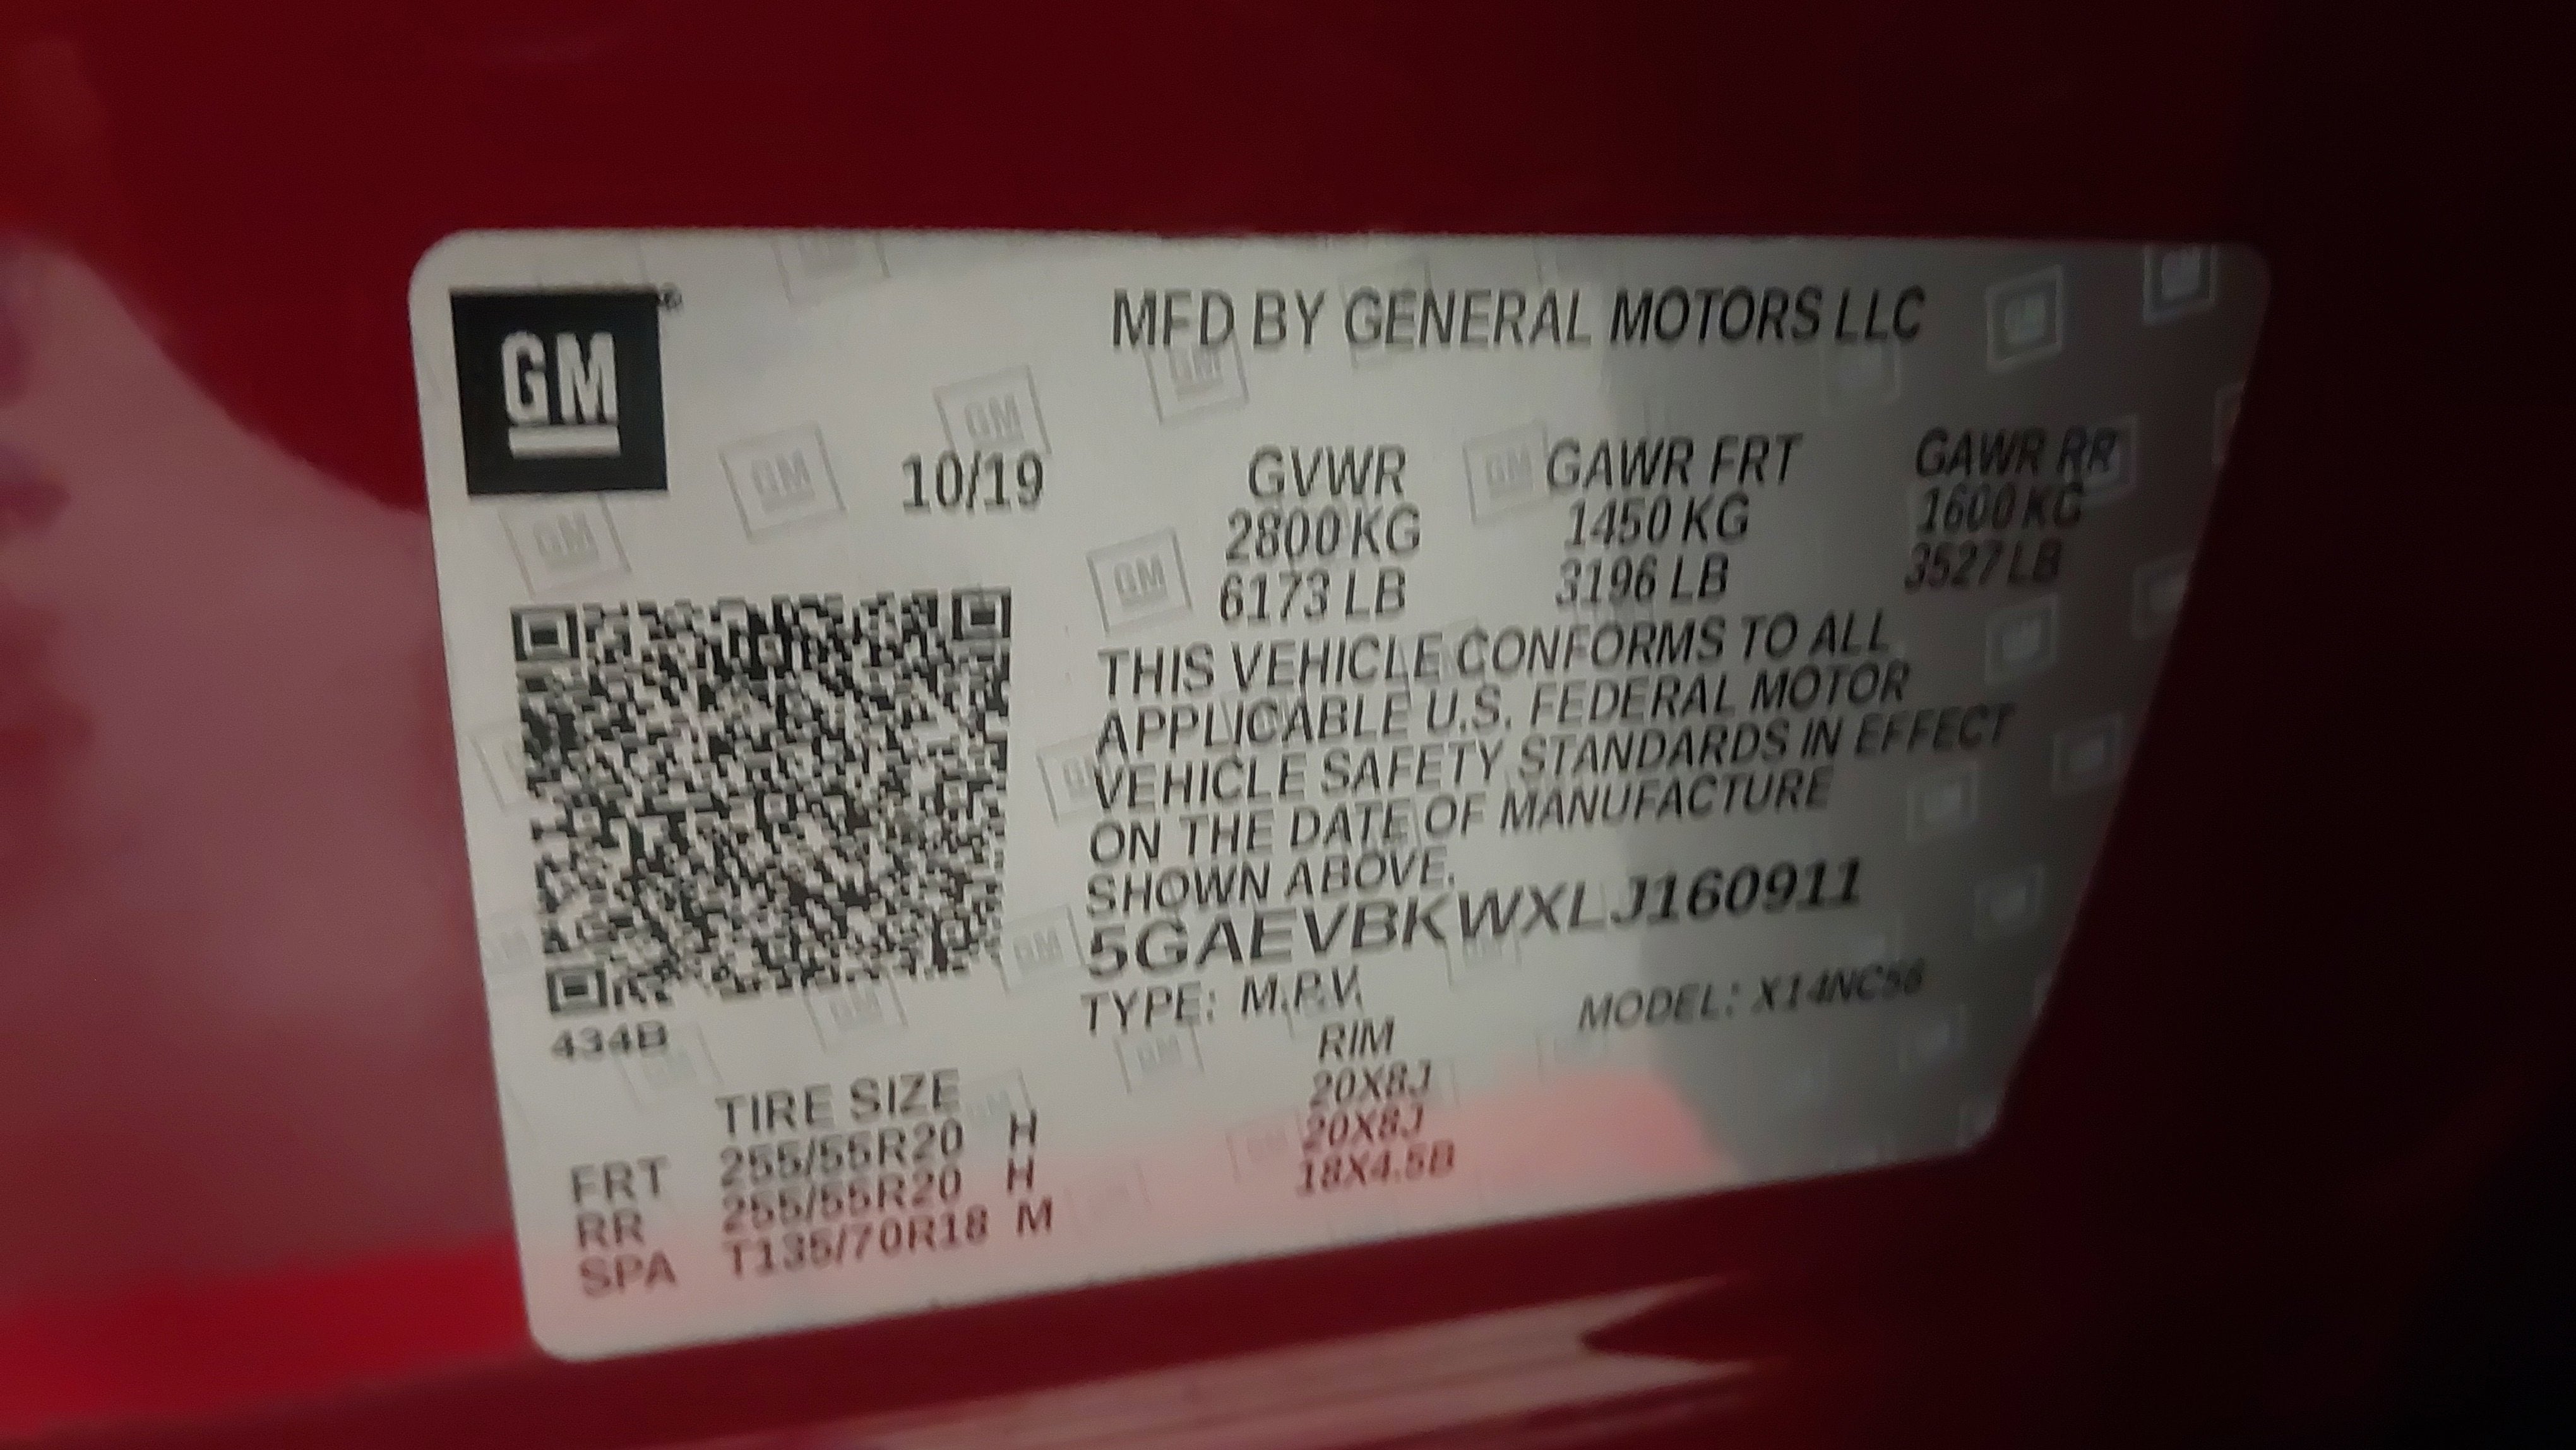 GM
MFD BY GENERAL MOTORS LLC
10/19
GVWR GAWR FRT GAWR RR
2800 KG 1450 KG 1600 KG
6173 LB 3196 LB 3527 LB
THIS VEHICLE CONFORMS TO ALL
APPLICABLE U.S. FEDERAL MOTOR
VEHICLE SAFETY STANDARDS IN EFFECT
ON THE DATE OF MANUFACTURE
SHOWN ABOVE.
5GAEVBKWXLJ160911
TYPE: M.P.V. MODEL: X14NC56
434B
TIRE SIZE RIM
FRT 255/55R20 H 20X8J
RR 255/55R20 H 20X8J
SPA T135/70R18 M 18X4.5B